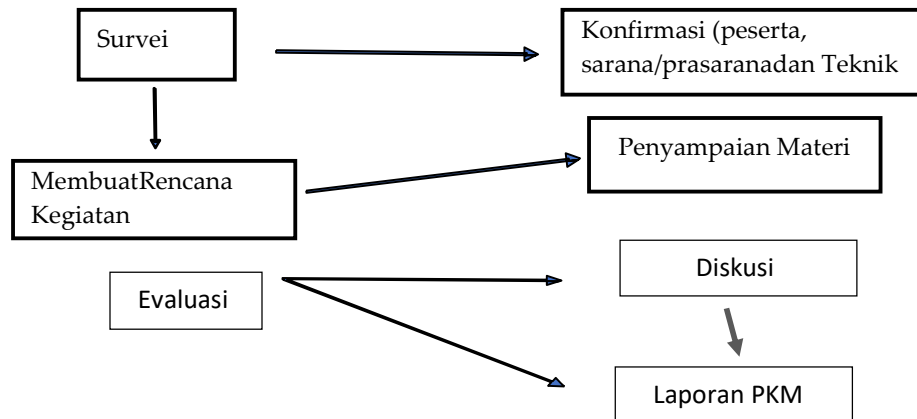 Survei
Konfirmasi (peserta,
sarana/prasaranadan Teknik
MembuatRencana
Kegiatan
Penyampaian Materi
Evaluasi
Diskusi
Laporan PKM